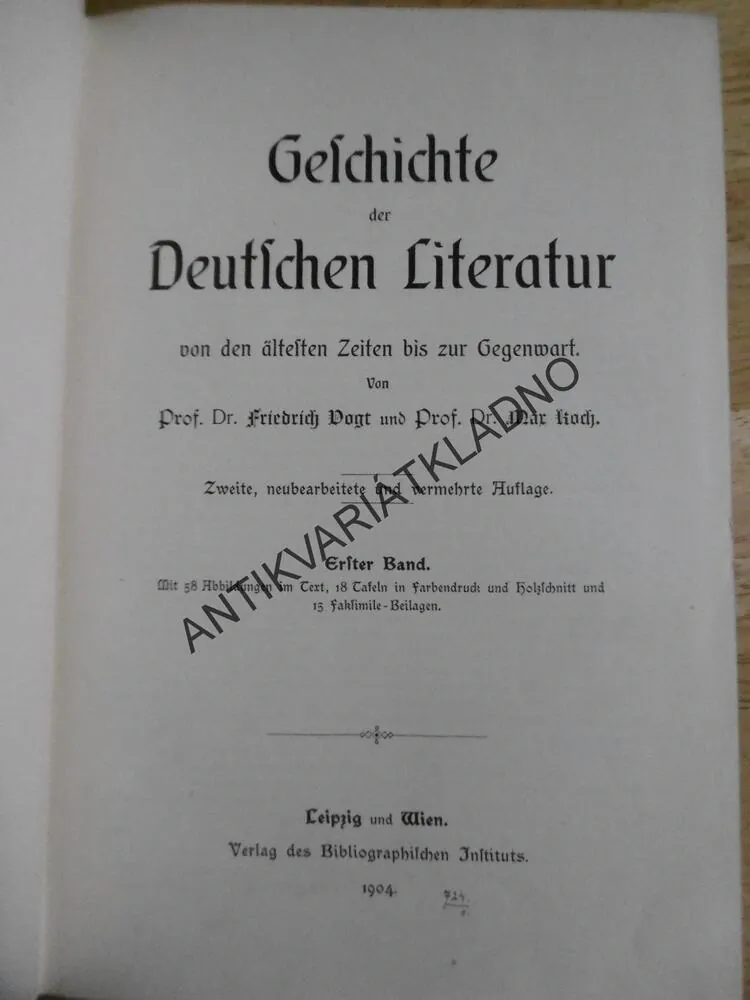 Geſchichte
der
Deutſchen Literatur
von den älteſten Zeiten bis zur Gegenwart.
Von
Prof. Dr. Friedrich Vogt und Prof. Dr. Max Koch.
Zweite, neubearbeitete und vermehrte Auflage.
Erſter Band.
Mit 58 Abbildungen im Text, 18 Tafeln in Farbendruck und Holzſchnitt und
15 Fakſimile-Beilagen.
Leipzig und Wien.
Verlag des Bibliographiſchen Inſtituts.
1904.
ANTIKVARIÁTKLADNO